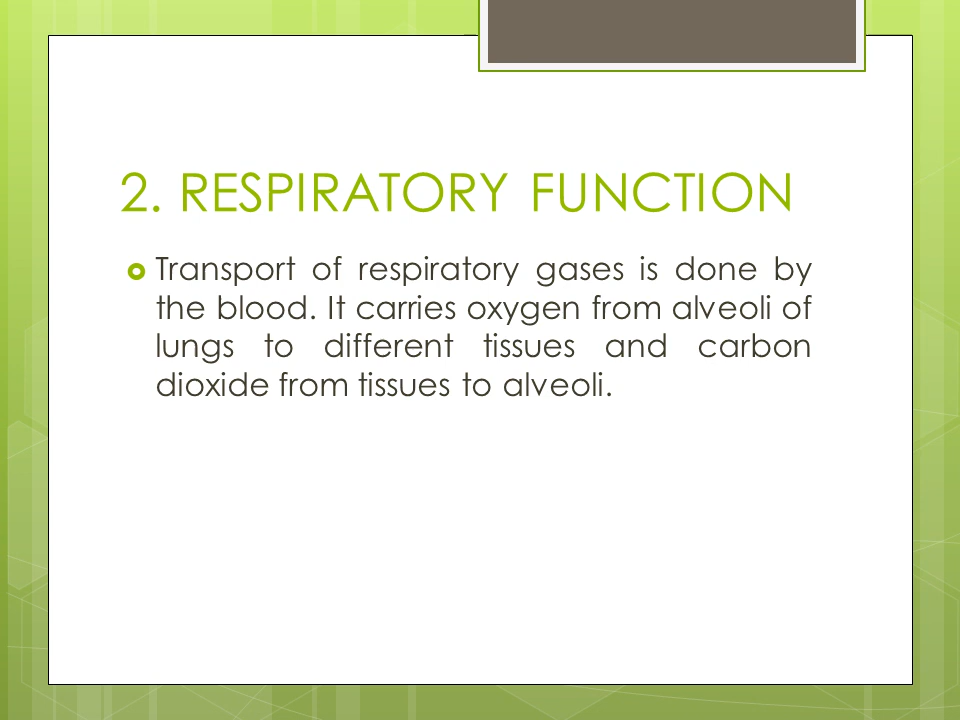 2. RESPIRATORY FUNCTION
Transport of respiratory gases is done by
the blood. It carries oxygen from alveoli of
lungs to different tissues and carbon
dioxide from tissues to alveoli.